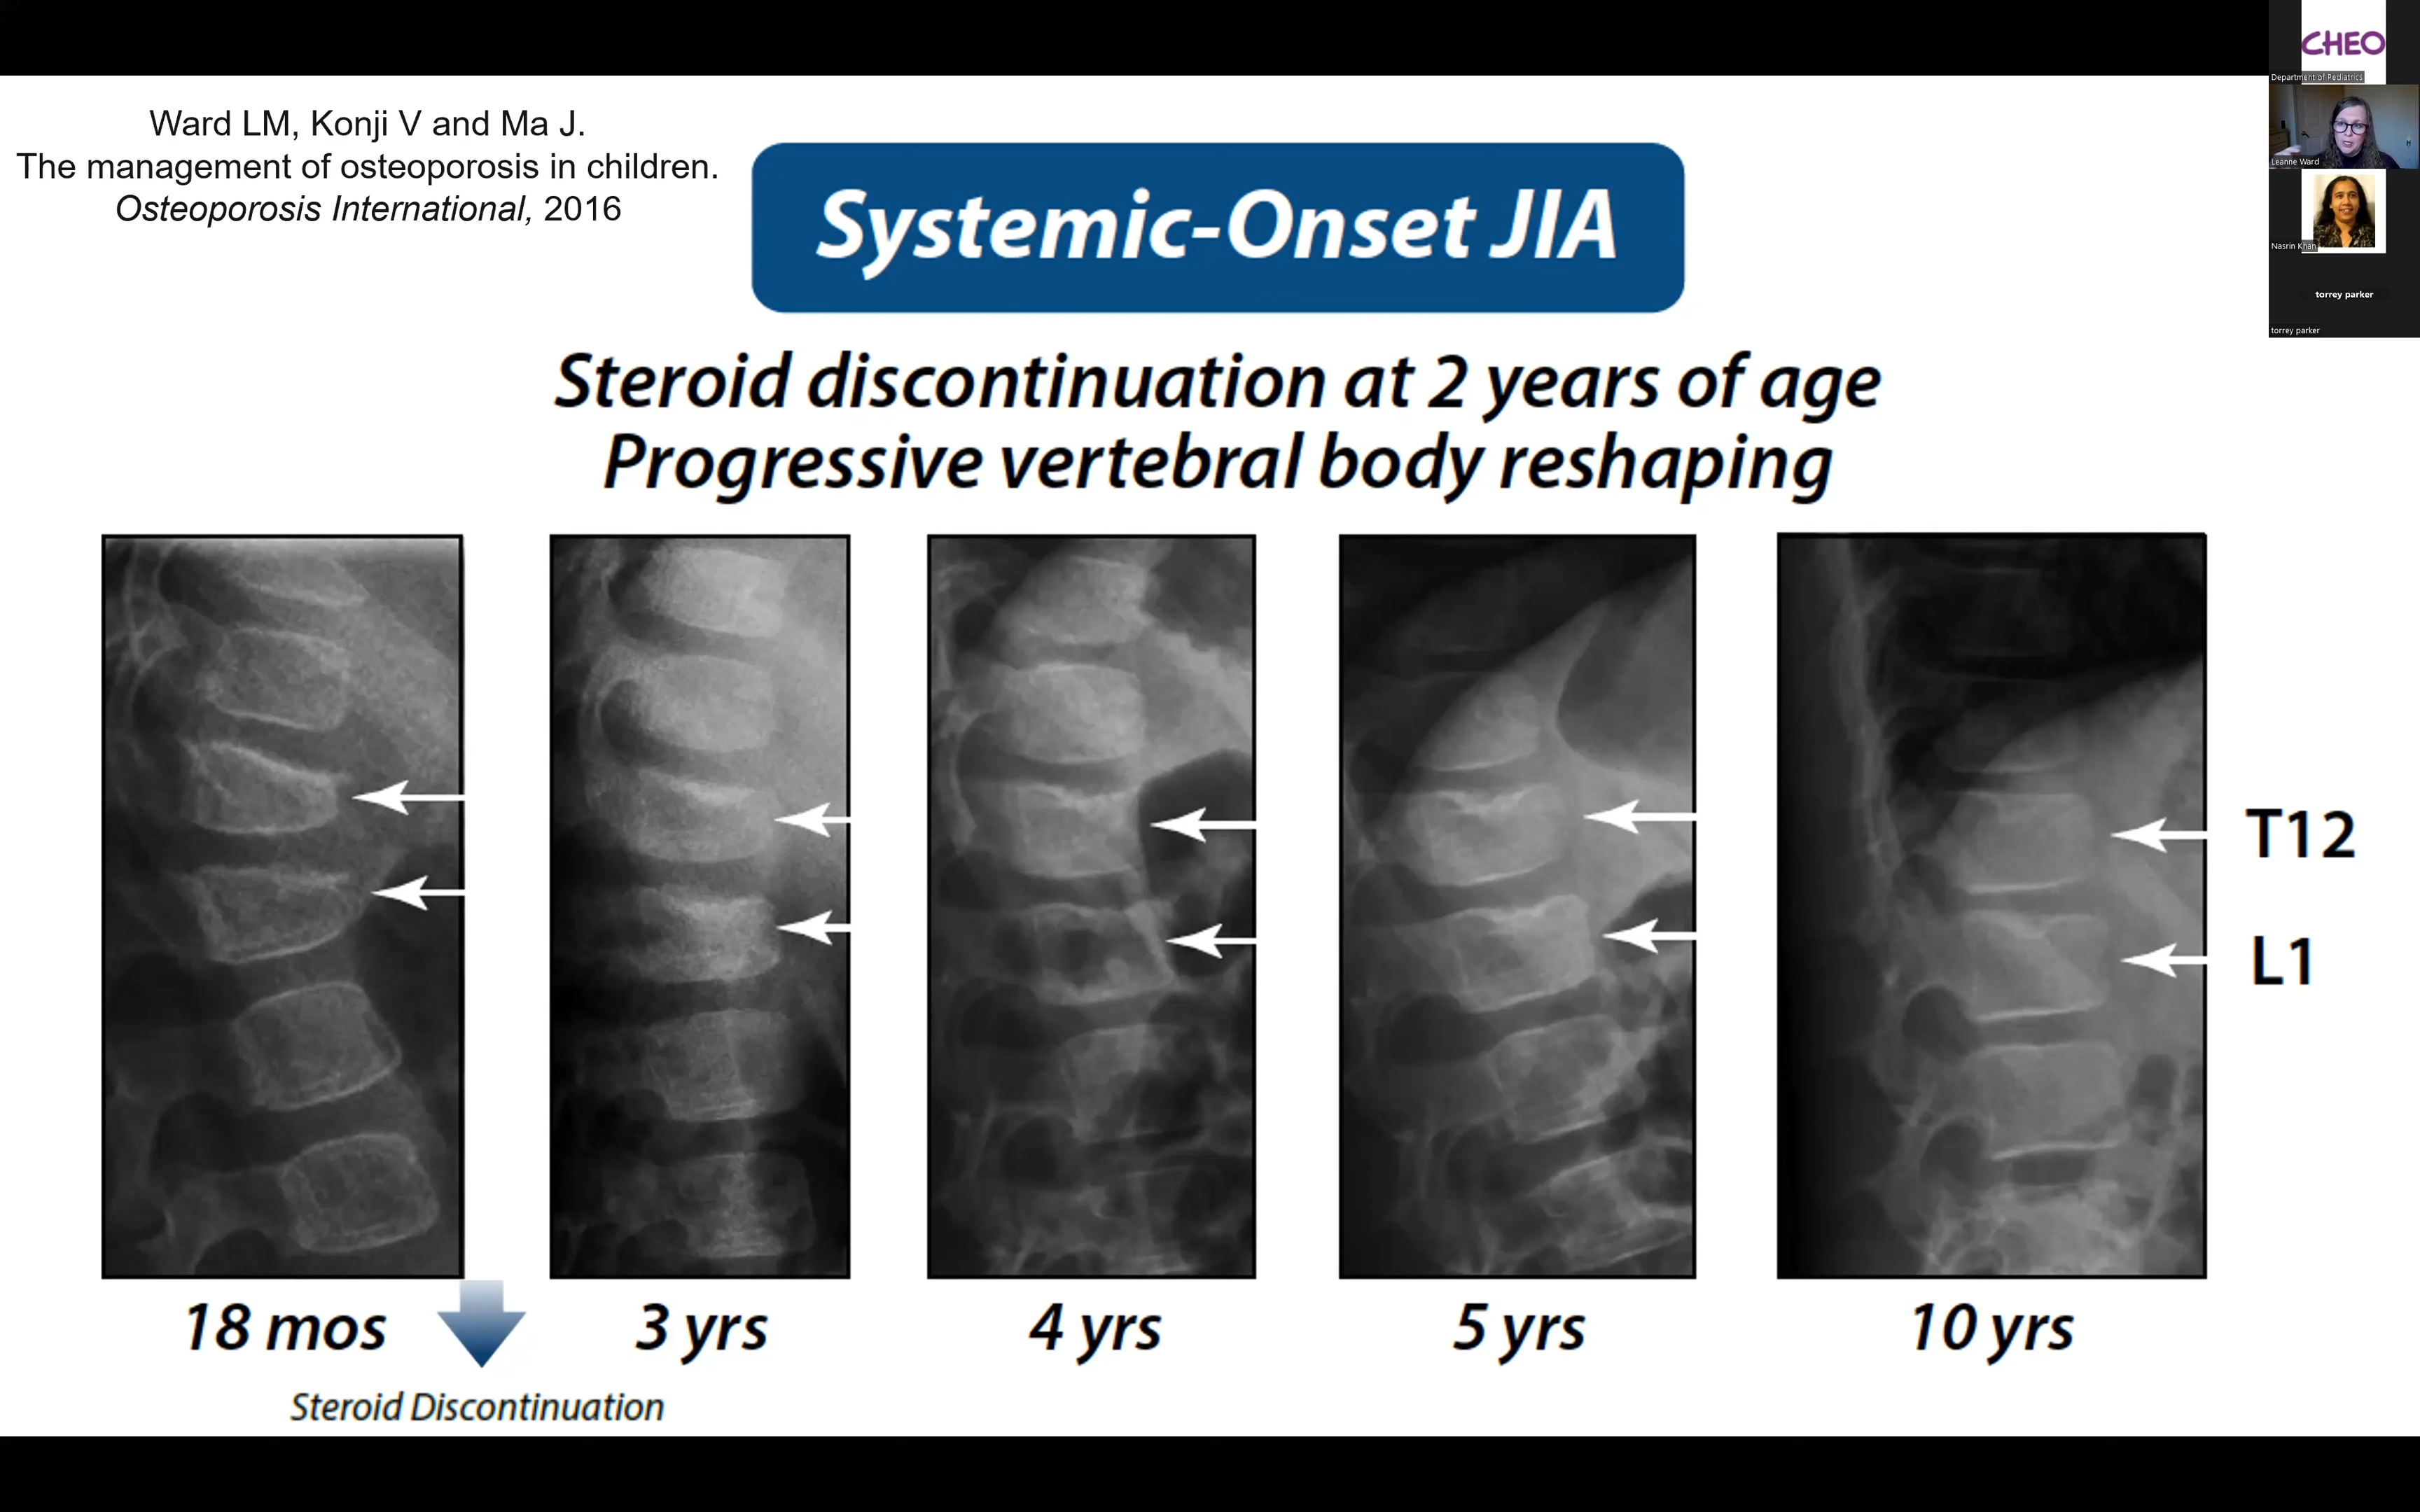 CHEO
Department of Pediatrics
Leanne Ward
Nasrin Khan
torrey parker
torrey parker
Ward LM, Konji V and Ma J.
The management of osteoporosis in children.
Osteoporosis International, 2016
Systemic-Onset JIA
Steroid discontinuation at 2 years of age
Progressive vertebral body reshaping
T12
L1
18 mos
3 yrs
4 yrs
5 yrs
10 yrs
Steroid Discontinuation